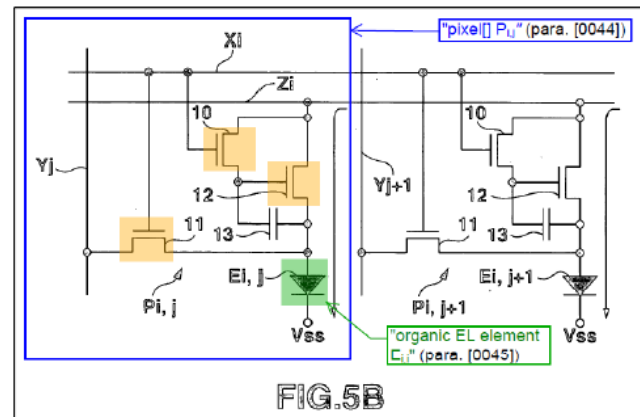 "pixel[] Pi,j" (para. [0044])
Xi
Zi
10
10
Yj
12
Yj+1
12
11
13
11
13
Ei, j
Ei, j+1
Pi, j
Pi, j+1
Vss
Vss
"organic EL element
Ei,j" (para. [0045])
FIG.5B